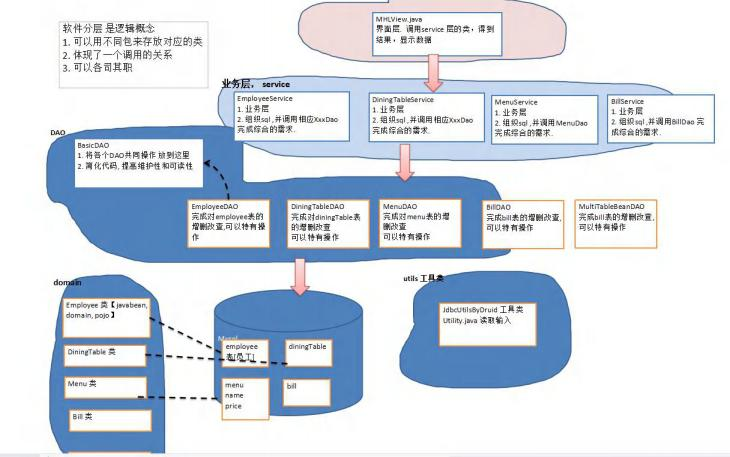 软件分层 是逻辑概念
1. 可以用不同包来存放对应的类
2. 体现了一个调用的关系
3. 可以各司其职
MHLView.java
界面层. 调用service 层的类，得到
结果，显示数据
业务层， service
EmployeeService
1. 业务层
2. 组织sql ,并调用相应XxxDao
完成综合的需求.
DiningTableService
1. 业务层
2. 组织sql ,并调用相应XxxDao
完成综合的需求.
MenuService
1. 业务层
2. 组织sql ,并调用MenuDao
完成综合的需求.
BillService
1. 业务层
2. 组织sql ,并调用BillDao 完
成综合的需求.
DAO
BasicDAO
1. 将各个DAO共同操作 放到这里
2. 简化代码, 提高维护性和可读性
EmployeeDAO
完成对employee表的
增删改查,可以特有操
作
DiningTableDAO
完成对diningTable表
的增删改查
可以特有操作
MenuDAO
完成对menu表的增
删改查
可以特有操作
BillDAO
完成bill表的增删改查,
可以特有操作
MultiTableBeanDAO
完成bill表的增删改查,
可以特有操作
domain
Employee 类【 javabean,
domain, pojo 】
DiningTable 类
Menu 类
Bill 类
employee
表[员工]
diningTable
menu
name
price
bill
utils 工具类
JdbcUtilsByDruid 工具类
Utility.java 读取输入